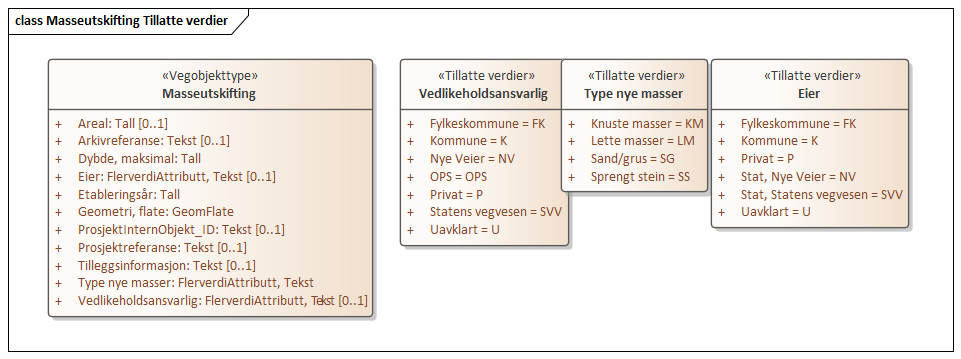 class Masseutskifting Tillatte verdier
«Vegobjekttype»
Masseutskifting
+ Areal: Tall [0..1]
+ Arkivreferanse: Tekst [0..1]
+ Dybde, maksimal: Tall
+ Eier: FlerverdiAttributt, Tekst [0..1]
+ Etableringsår: Tall
+ Geometri, flate: GeomFlate
+ ProsjektInternObjekt_ID: Tekst [0..1]
+ Prosjektreferanse: Tekst [0..1]
+ Tilleggsinformasjon: Tekst [0..1]
+ Type nye masser: FlerverdiAttributt, Tekst
+ Vedlikeholdsansvarlig: FlerverdiAttributt, Tekst [0..1]
«Tillatte verdier»
Vedlikeholdsansvarlig
+ Fylkeskommune = FK
+ Kommune = K
+ Nye Veier = NV
+ OPS = OPS
+ Privat = P
+ Statens vegvesen = SVV
+ Uavklart = U
«Tillatte verdier»
Type nye masser
+ Knuste masser = KM
+ Lette masser = LM
+ Sand/grus = SG
+ Sprengt stein = SS
«Tillatte verdier»
Eier
+ Fylkeskommune = FK
+ Kommune = K
+ Privat = P
+ Stat, Nye Veier = NV
+ Stat, Statens vegvesen = SVV
+ Uavklart = U